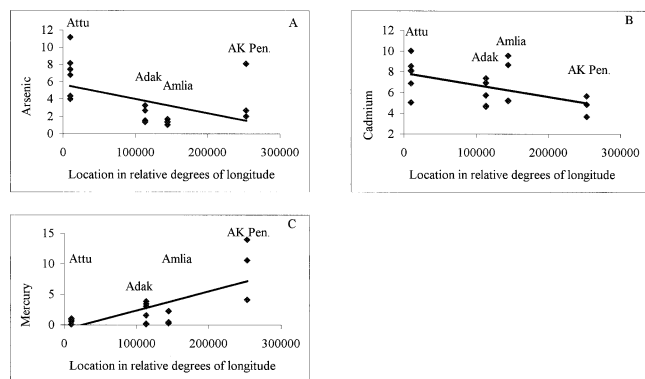 A
Attu
AK Pen.
Adak
Amlia
Arsenic
12
10
8
6
4
2
0
0 100000 200000 300000
Location in relative degrees of longitude
B
Attu
Amlia
Adak
AK Pen.
Cadmium
12
10
8
6
4
2
0 100000 200000 300000
Location in relative degrees of longitude
C
AK Pen.
Attu
Amlia
Adak
Mercury
15
10
5
0
0 100000 200000 300000
Location in relative degrees of longitude